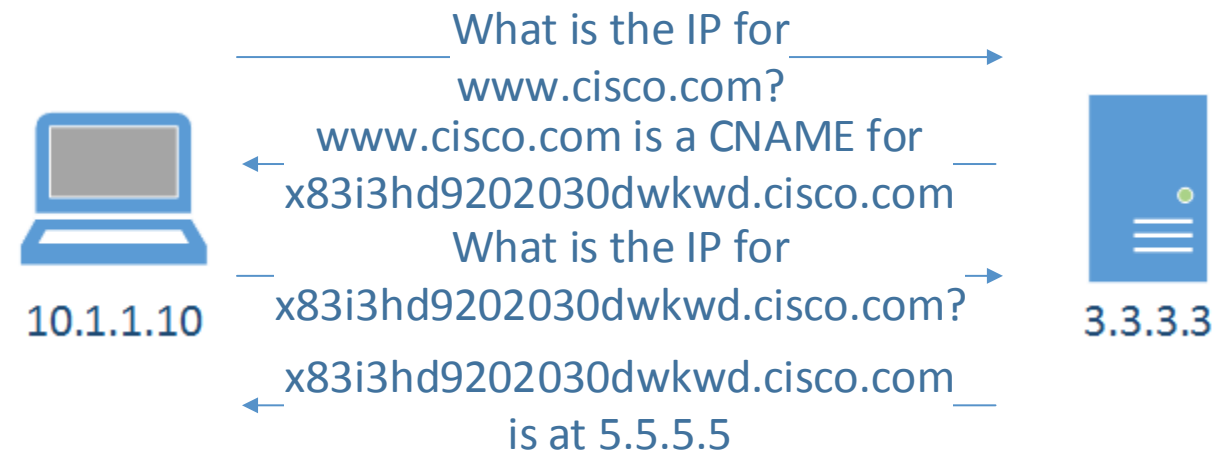 What is the IP for
www.cisco.com?
www.cisco.com is a CNAME for
x83i3hd9202030dwkwd.cisco.com
What is the IP for
x83i3hd9202030dwkwd.cisco.com?
10.1.1.10
3.3.3.3
x83i3hd9202030dwkwd.cisco.com
is at 5.5.5.5